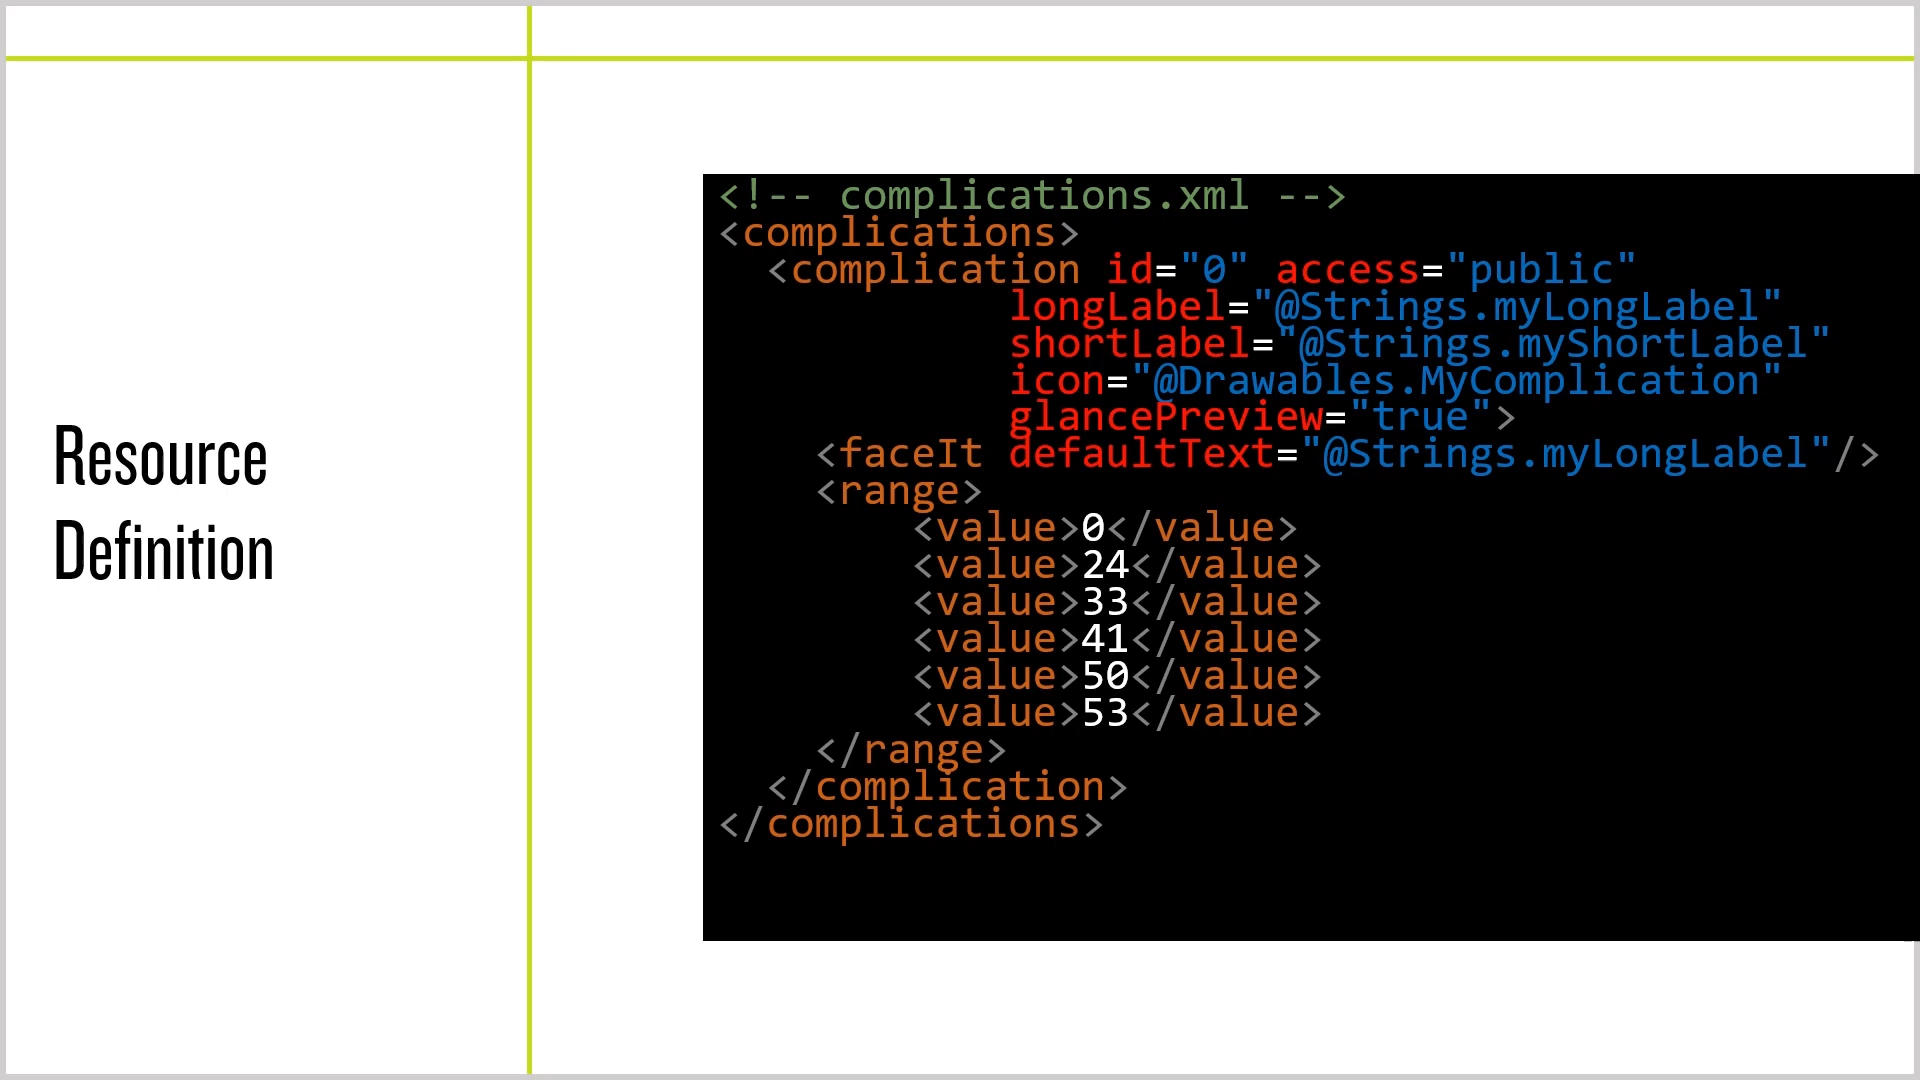 Resource
Definition
<!-- complications.xml -->
<complications>
  <complication id="0" access="public"
            longLabel="@Strings.myLongLabel"
            shortLabel="@Strings.myShortLabel"
            icon="@Drawables.MyComplication"
            glancePreview="true">
    <faceIt defaultText="@Strings.myLongLabel"/>
    <range>
        <value>0</value>
        <value>24</value>
        <value>33</value>
        <value>41</value>
        <value>50</value>
        <value>53</value>
    </range>
  </complication>
</complications>